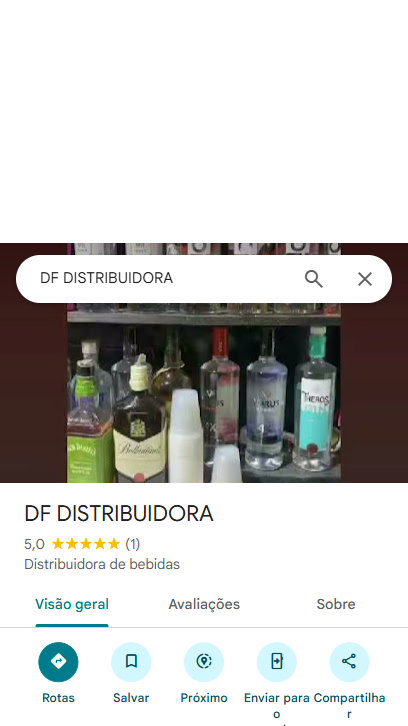 DF DISTRIBUIDORA
Ballantine's
THEROS
DF DISTRIBUIDORA
5,0 ★★★★★ (1)
Distribuidora de bebidas
Visão geral Avaliações Sobre
Rotas Salvar Próximo Enviar para Compartilha
o r